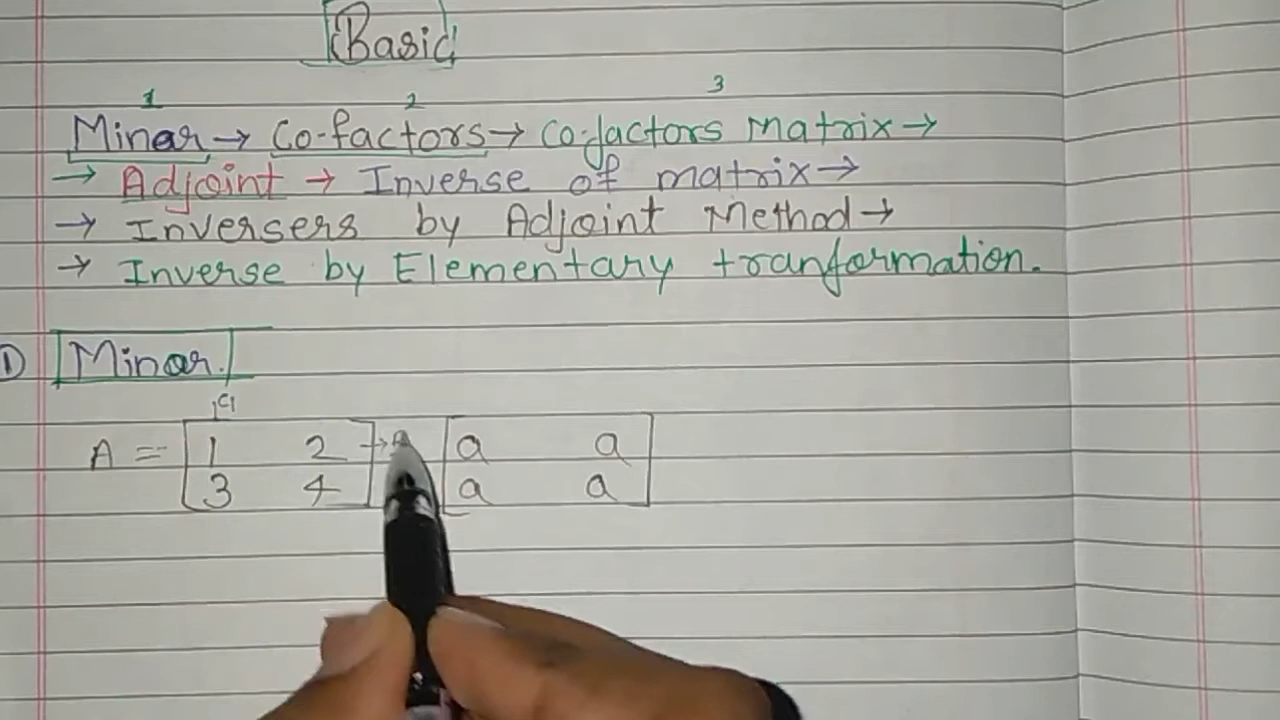 Basic
1 2 3
Minar → Co-factors → Co-factors Matrix →
→ Adjoint → Inverse of matrix →
→ Inversers by Adjoint Method →
→ Inverse by Elementary tranformation.
① Minar.
C1
A = [1 2 → [a a
3 4] a a]